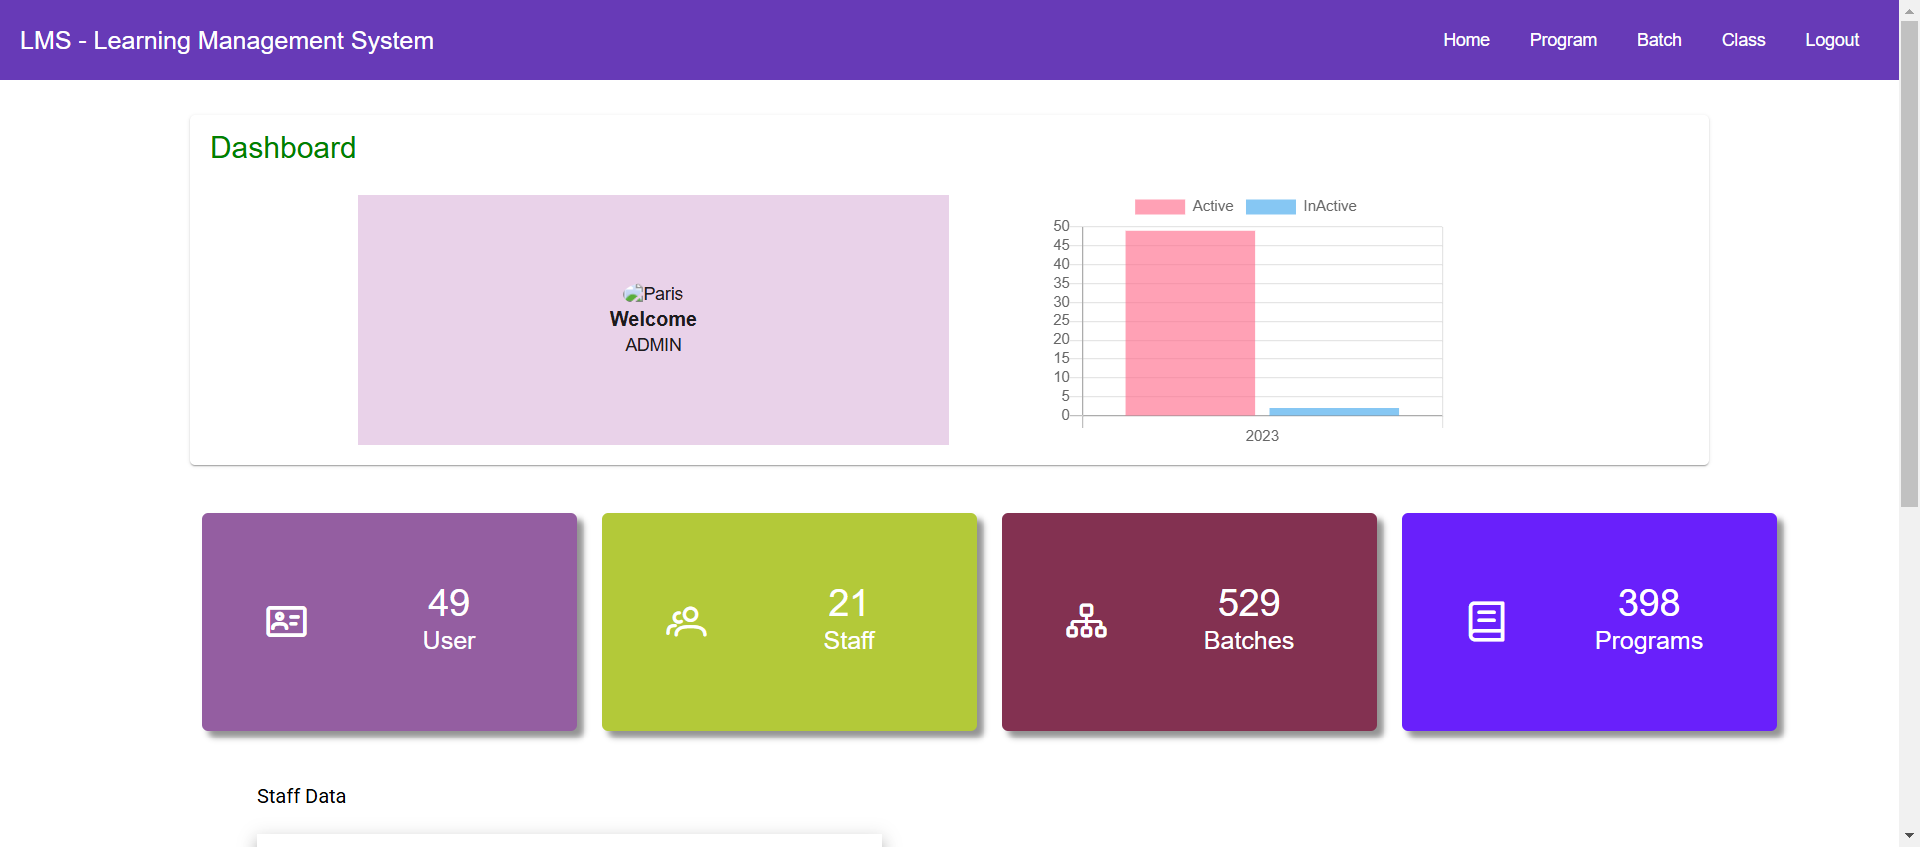 LMS - Learning Management System
Home Program Batch Class Logout
Dashboard
Paris
Welcome
ADMIN
Active InActive
50
45
40
35
30
25
20
15
10
5
0
2023
49
User
21
Staff
529
Batches
398
Programs
Staff Data